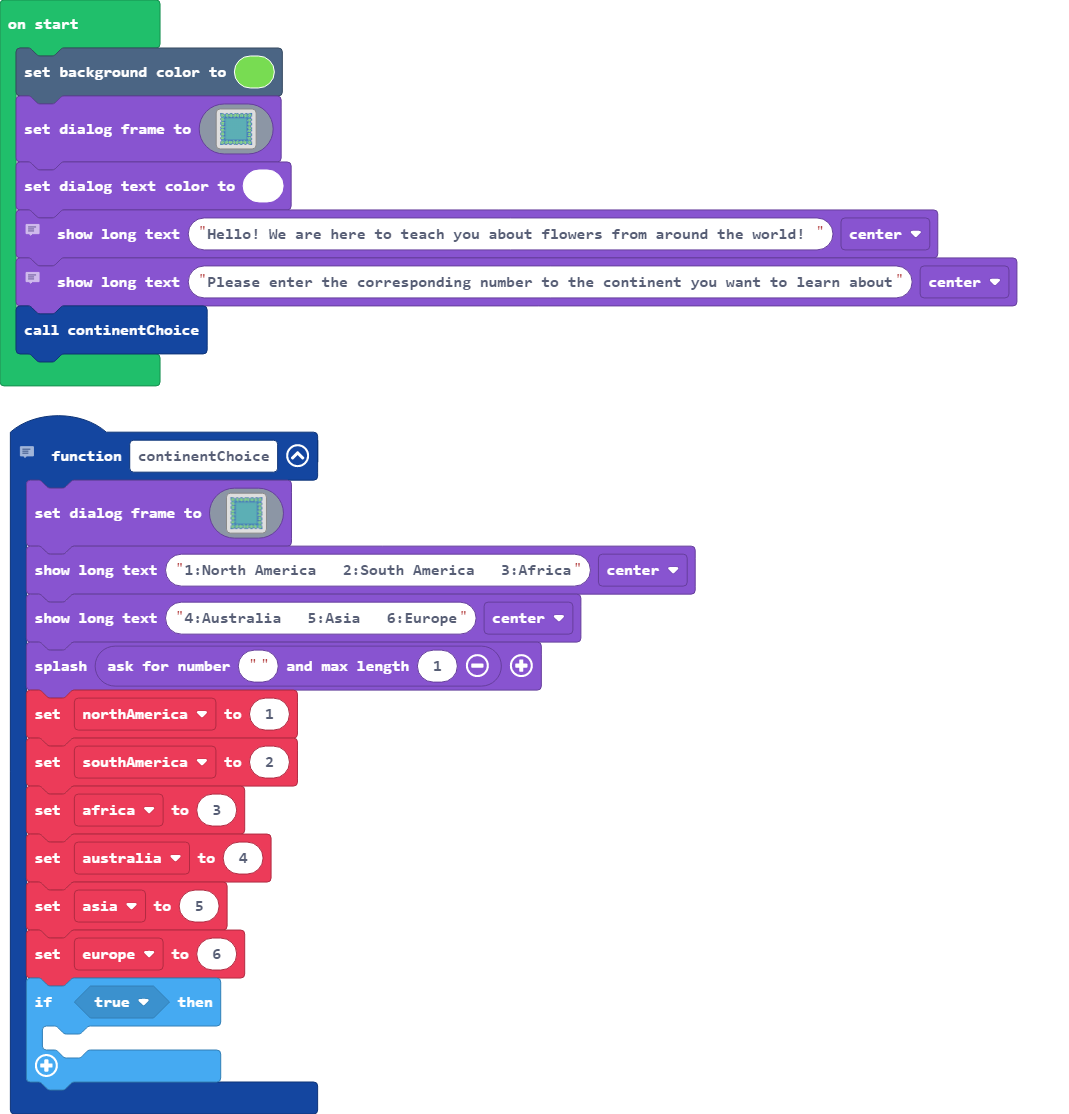 on start
set background color to
set dialog frame to
set dialog text color to
show long text "Hello! We are here to teach you about flowers from around the world! " center
show long text "Please enter the corresponding number to the continent you want to learn about" center
call continentChoice
function continentChoice
set dialog frame to
show long text "1:North America   2:South America   3:Africa" center
show long text "4:Australia   5:Asia   6:Europe" center
splash ask for number "" and max length 1
set northAmerica to 1
set southAmerica to 2
set africa to 3
set australia to 4
set asia to 5
set europe to 6
if true then